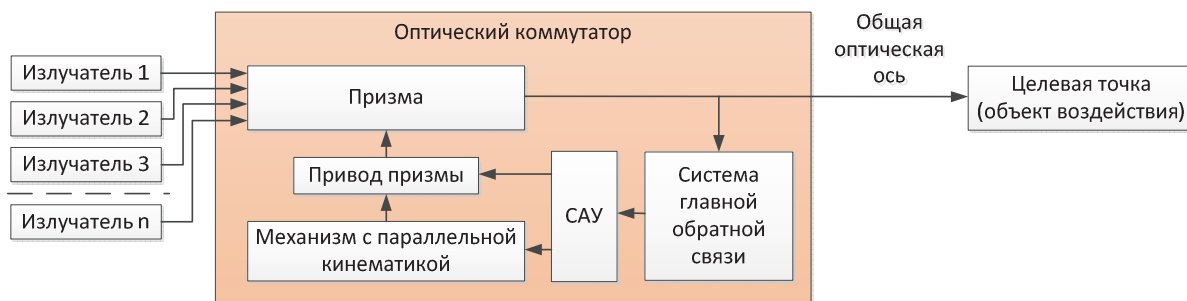 Оптический коммутатор
Общая
оптическая
ось
Излучатель 1
Излучатель 2
Излучатель 3
Излучатель n
Призма
Целевая точка
(объект воздействия)
Привод призмы
Механизм с параллельной
кинематикой
САУ
Система
главной
обратной
связи